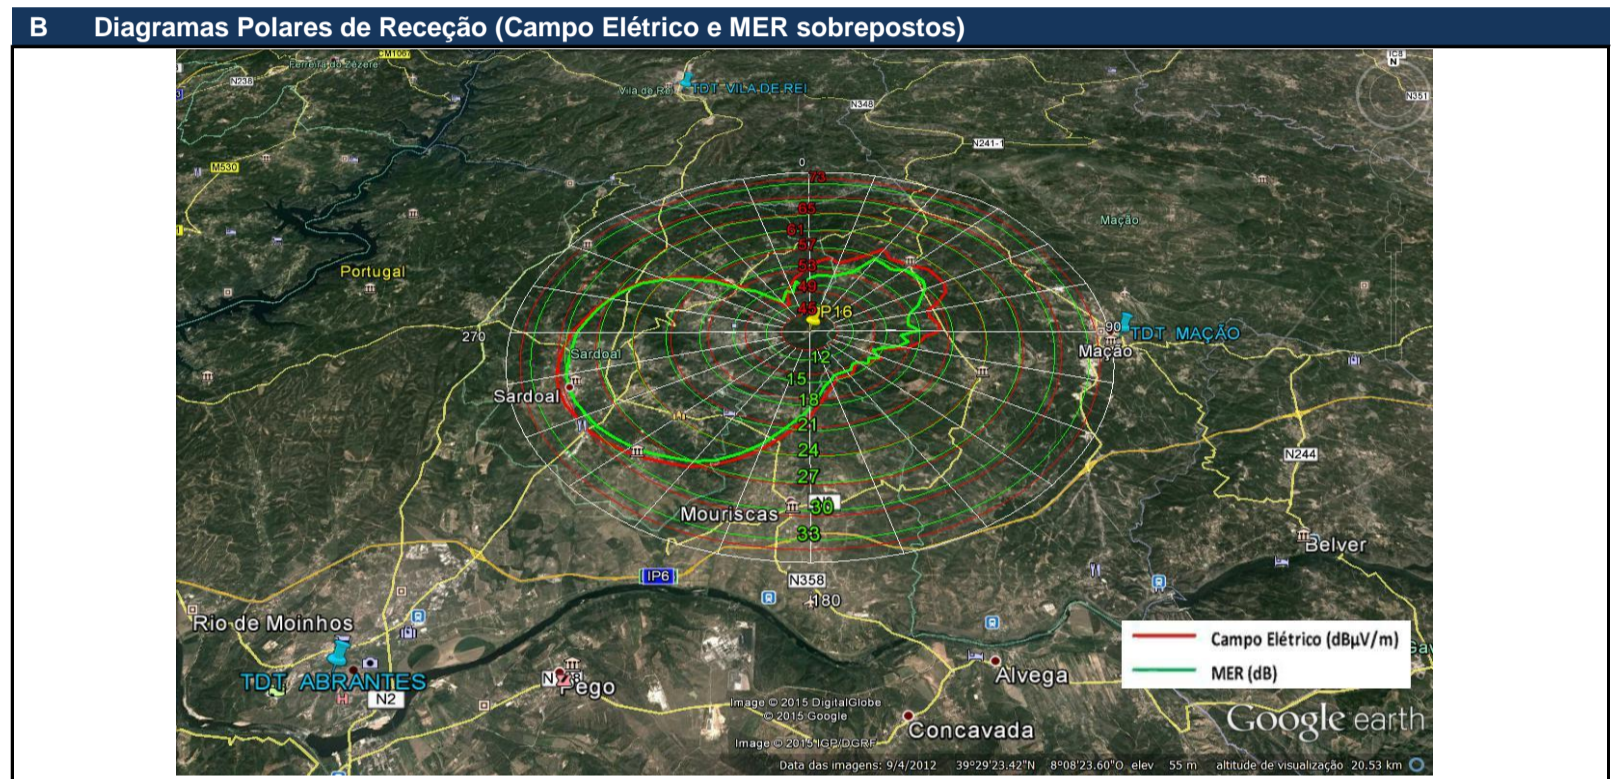 B Diagramas Polares de Receção (Campo Elétrico e MER sobrepostos)
CM1067
IC8
N
Ferreira do Zêzere
N238
Vila de Rei
TDT VILA DE REI
N348
N351
N241-1
M530
0
73
65
61
57
53
49
45
P16
Mação
Portugal
270
90
TDT MAÇÃO
Mação
Sardoal
Sardoal
12
15
18
21
24
27
30
33
N244
Mouriscas
Belver
IP6
N358
180
Rio de Moinhos
TDT ABRANTES
N2
Pego
Alvega
Concavada
Campo Elétrico (dBµV/m)
MER (dB)
Image © 2015 DigitalGlobe
© 2015 Google
Image © 2015 IGP/DGRF
Google earth
Data das imagens: 9/4/2012 39°29'23.42"N 8°08'23.60"O elev 55 m altitude de visualização 20.53 km